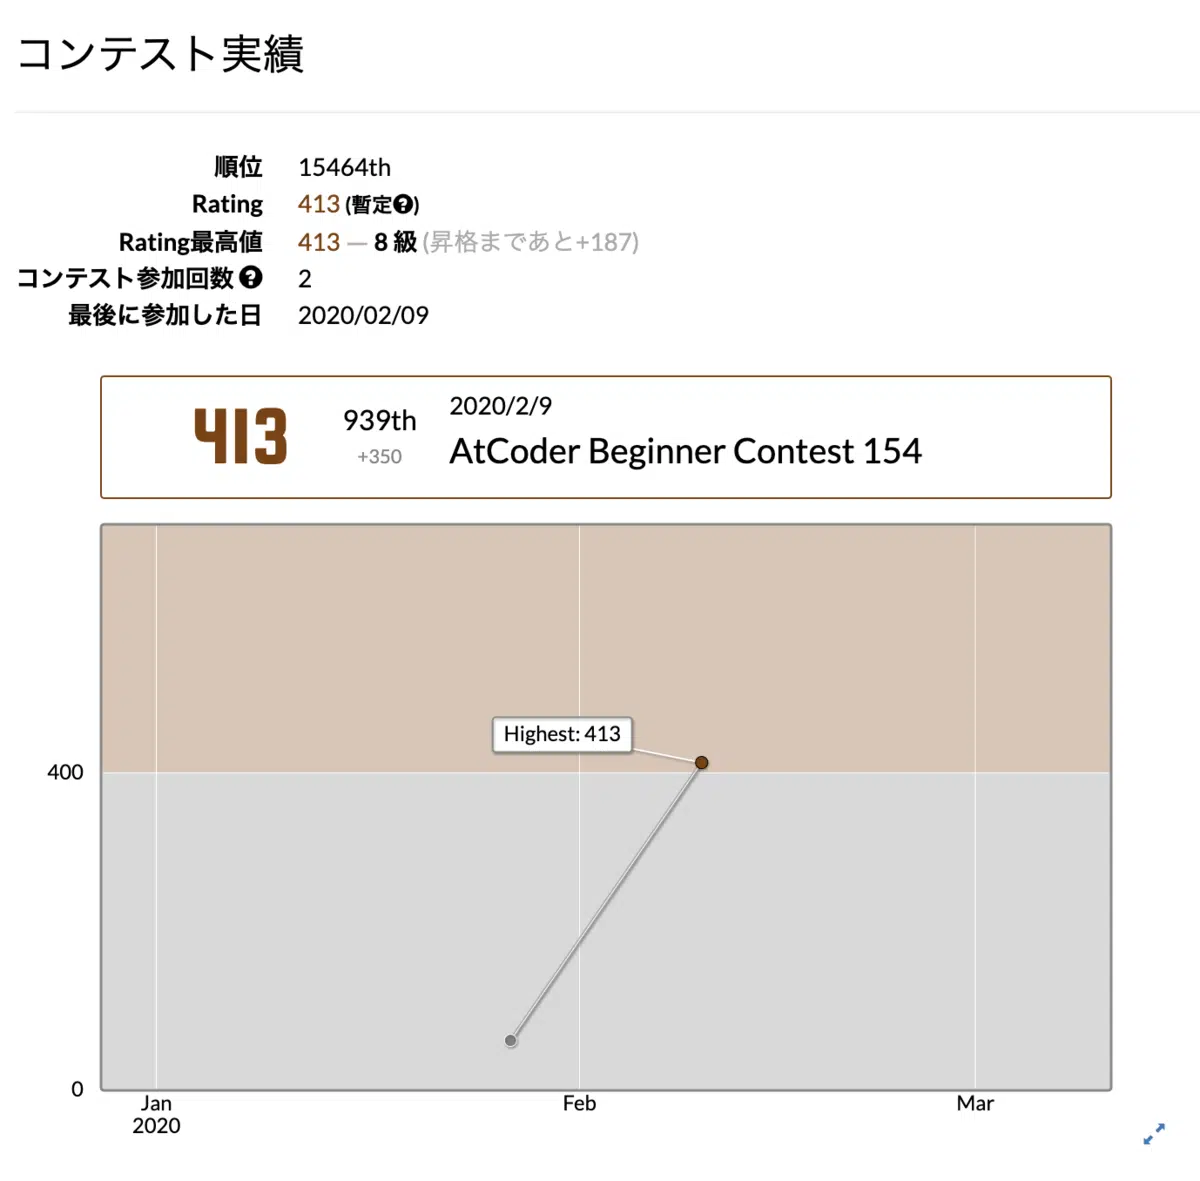 コンテスト実績
順位 15464th
Rating 413 (暫定?)
Rating最高値 413 ― 8 級 (昇格まであと+187)
コンテスト参加回数 ? 2
最後に参加した日 2020/02/09
413
939th
+350
2020/2/9
AtCoder Beginner Contest 154
Highest: 413
400
0
Jan
2020
Feb
Mar